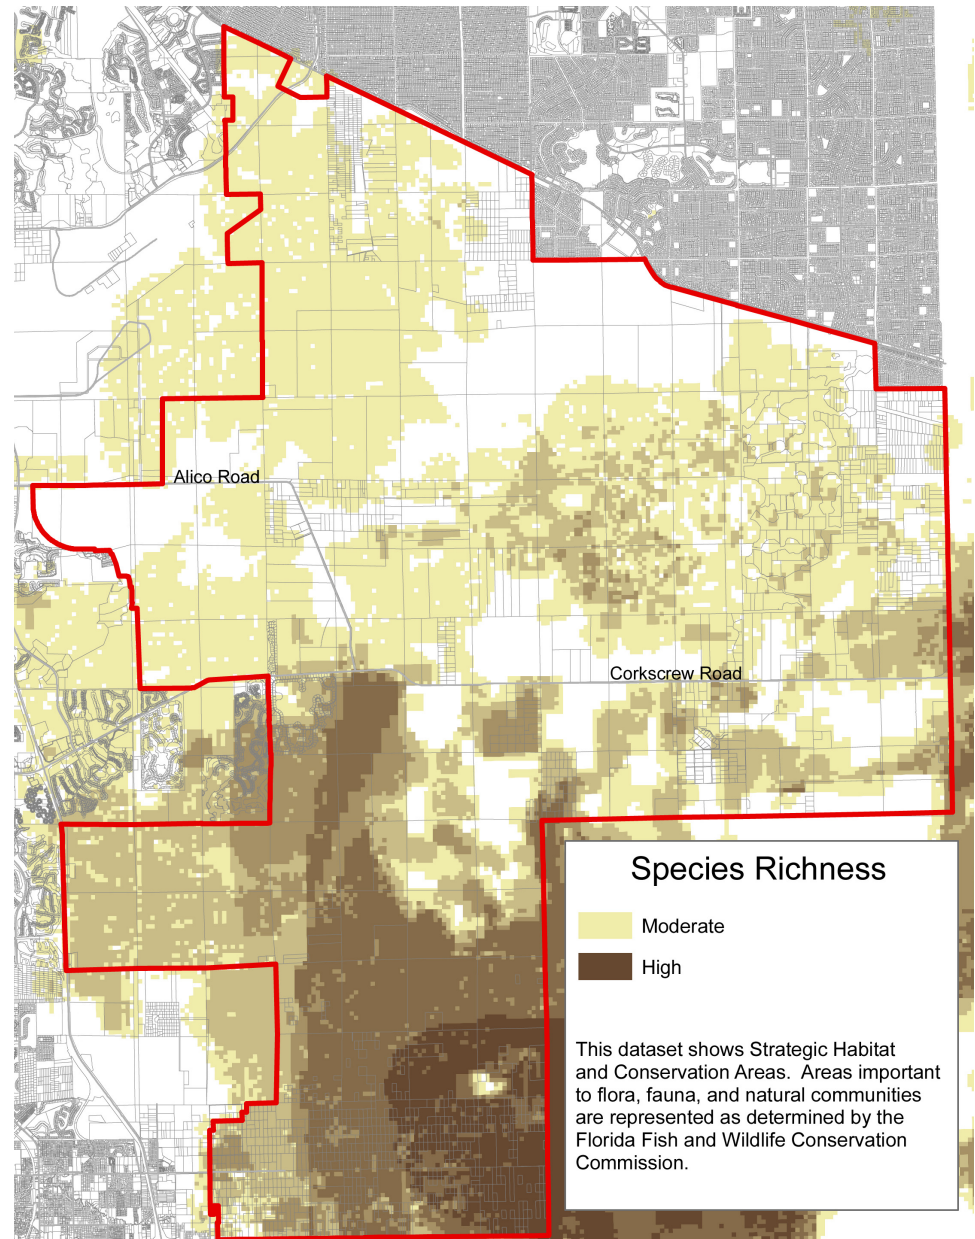 Alico Road
Corkscrew Road
Species Richness
Moderate
High
This dataset shows Strategic Habitat
and Conservation Areas.  Areas important
to flora, fauna, and natural communities
are represented as determined by the
Florida Fish and Wildlife Conservation
Commission.